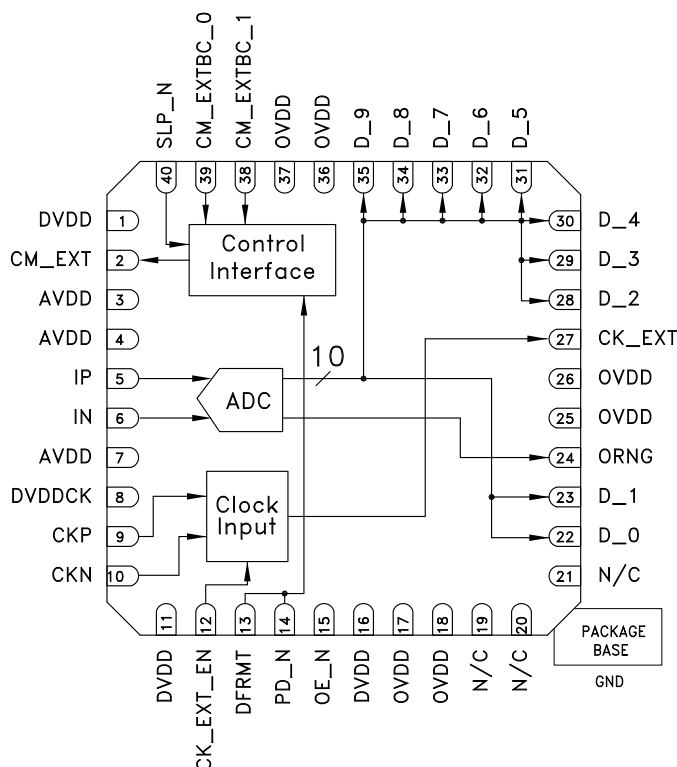 SLP_N
CM_EXTBC_0
CM_EXTBC_1
OVDD
OVDD
D_9
D_8
D_7
D_6
D_5
40
39
38
37
36
35
34
33
32
31
DVDD 1
CM_EXT 2
AVDD 3
AVDD 4
IP 5
IN 6
AVDD 7
DVDDCK 8
CKP 9
CKN 10
Control
Interface
10
ADC
Clock
Input
30 D_4
29 D_3
28 D_2
27 CK_EXT
26 OVDD
25 OVDD
24 ORNG
23 D_1
22 D_0
21 N/C
11
12
13
14
15
16
17
18
19
20
DVDD
CK_EXT_EN
DFRMT
PD_N
OE_N
DVDD
OVDD
OVDD
N/C
N/C
PACKAGE
BASE
GND